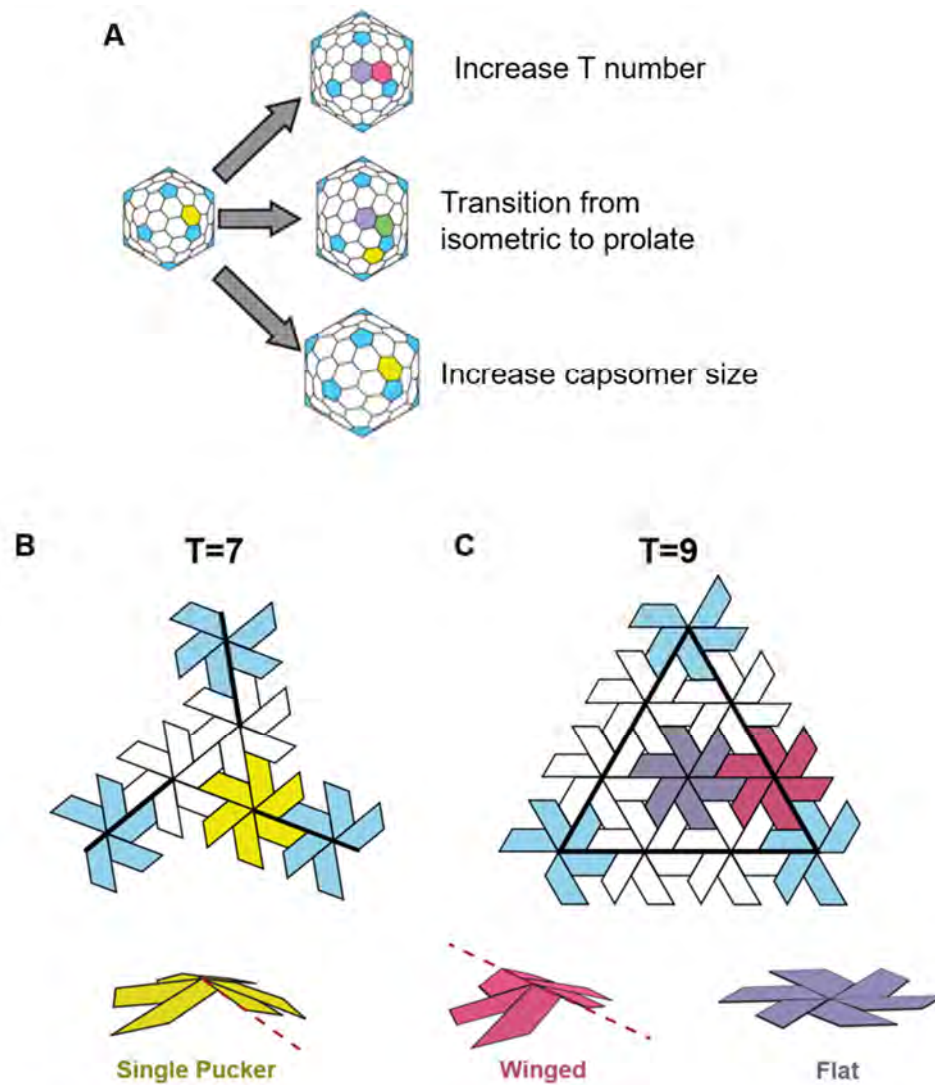 A
Increase T number
Transition from
isometric to prolate
Increase capsomer size
B
T=7
C
T=9
Single Pucker
Winged
Flat